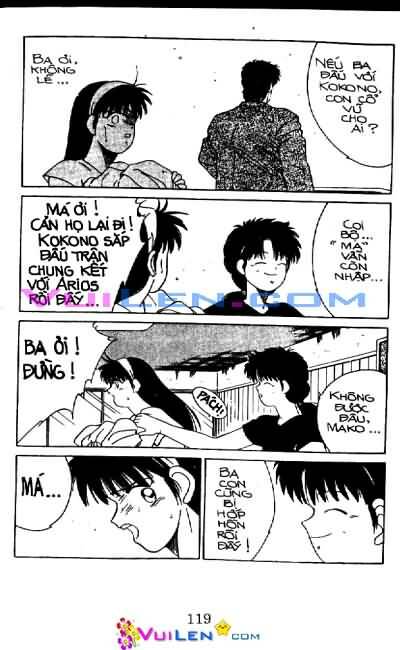 BA ƠI,
KHÔNG
LẼ...
NẾU BA
ĐẤU VỚI
KOKONO,
CON CỔ
VŨ
CHO
AI?
MÁ ƠI!
CẢN HỌ LẠI ĐI!
KOKONO SẮP
ĐẤU TRẬN
CHUNG KẾT
VỚI ARIOS
RỒI ĐÂY...
COI
BỘ...
"MA"
VẪN
CÒN
NHẬP...
VUILEN.COM
BA ƠI!
ĐỪNG!
PÁCH!
KHÔNG
ĐƯỢC
ĐÂU,
MAKO...
MÁ...
BA
CON
CŨNG
BỊ
HỚP
HỒN
RỒI
ĐẤY!
119
VUILEN.COM